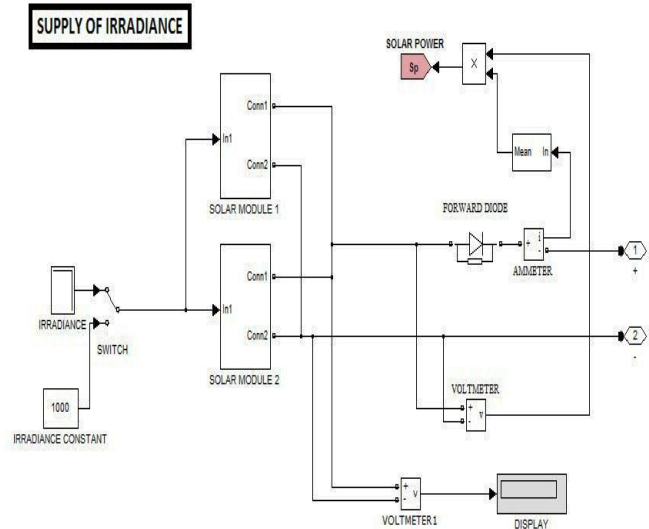 SUPPLY OF IRRADIANCE
SOLAR POWER
Sp
X
Mean In
Conn1
In1
Conn2
SOLAR MODULE 1
FORWARD DIODE
+ i -
AMMETER
1
+
Conn1
In1
Conn2
SOLAR MODULE 2
2
-
IRRADIANCE
SWITCH
1000
IRRADIANCE CONSTANT
VOLTMETER
+ - v
+ - v
VOLTMETER1
DISPLAY